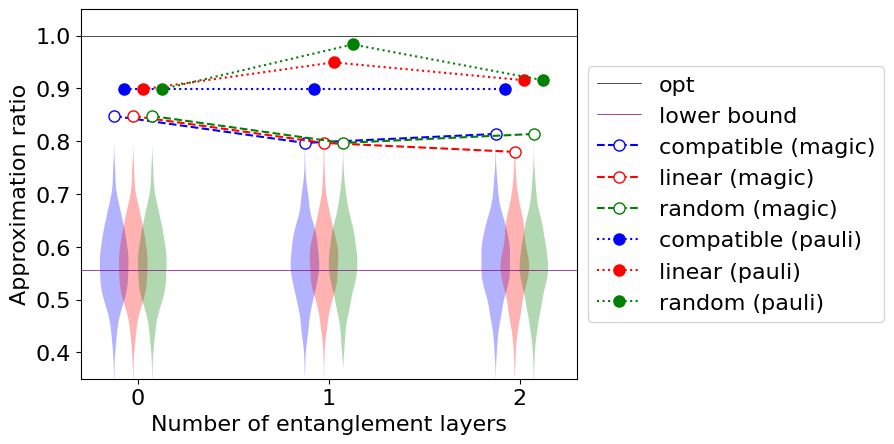 Approximation ratio
1.0
0.9
0.8
0.7
0.6
0.5
0.4
0
1
2
Number of entanglement layers
opt
lower bound
compatible (magic)
linear (magic)
random (magic)
compatible (pauli)
linear (pauli)
random (pauli)